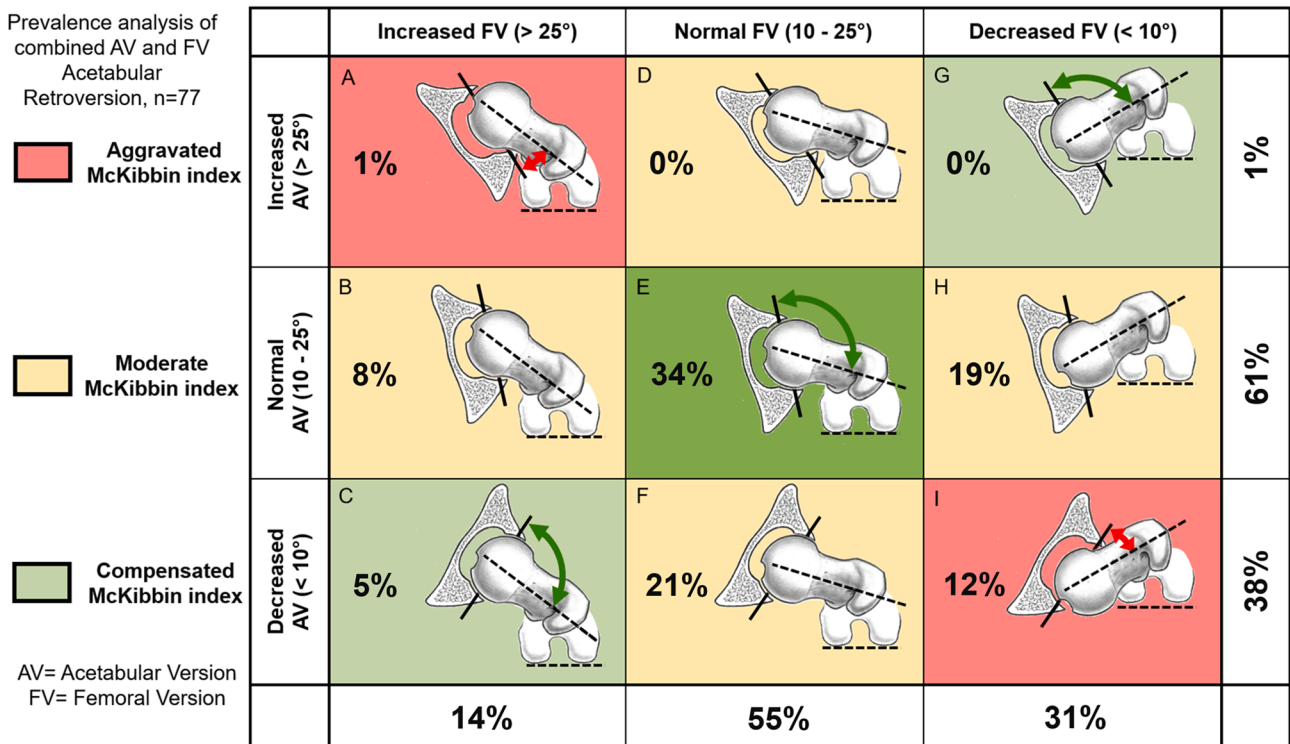 Prevalence analysis of
combined AV and FV
Acetabular
Retroversion, n=77
Aggravated
McKibbin index
Moderate
McKibbin index
Compensated
McKibbin index
AV= Acetabular Version
FV= Femoral Version
Increased FV (> 25°)
Normal FV (10 - 25°)
Decreased FV (< 10°)
Increased
AV (> 25°)
A
1%
D
0%
G
0%
1%
Normal
AV (10 - 25°)
B
8%
E
34%
H
19%
61%
Decreased
AV (< 10°)
C
5%
F
21%
I
12%
38%
14%
55%
31%